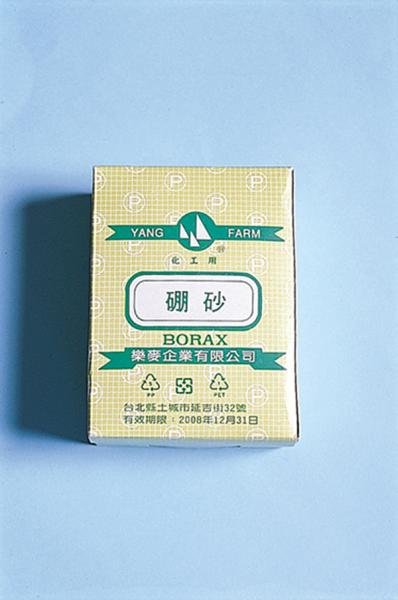 YANG FARM
化工用
硼砂
BORAX
樂麥企業有限公司
PP PET
台北縣土城市延吉街32號
有效期限：2008年12月31日